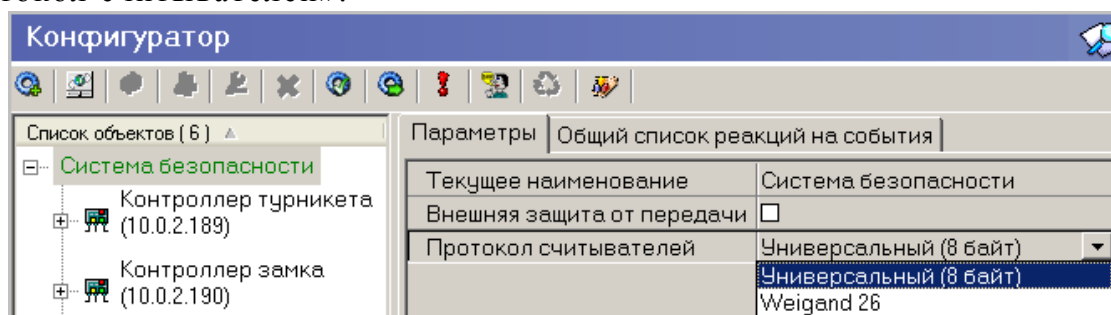 Конфигуратор
Список объектов ( 6 )
Параметры Общий список реакций на события
Система безопасности
Текущее наименование Система безопасности
Контроллер турникета
(10.0.2.189)
Внешняя защита от передачи
Протокол считывателей Универсальный (8 байт)
Контроллер замка
(10.0.2.190)
Универсальный (8 байт)
Weigand 26